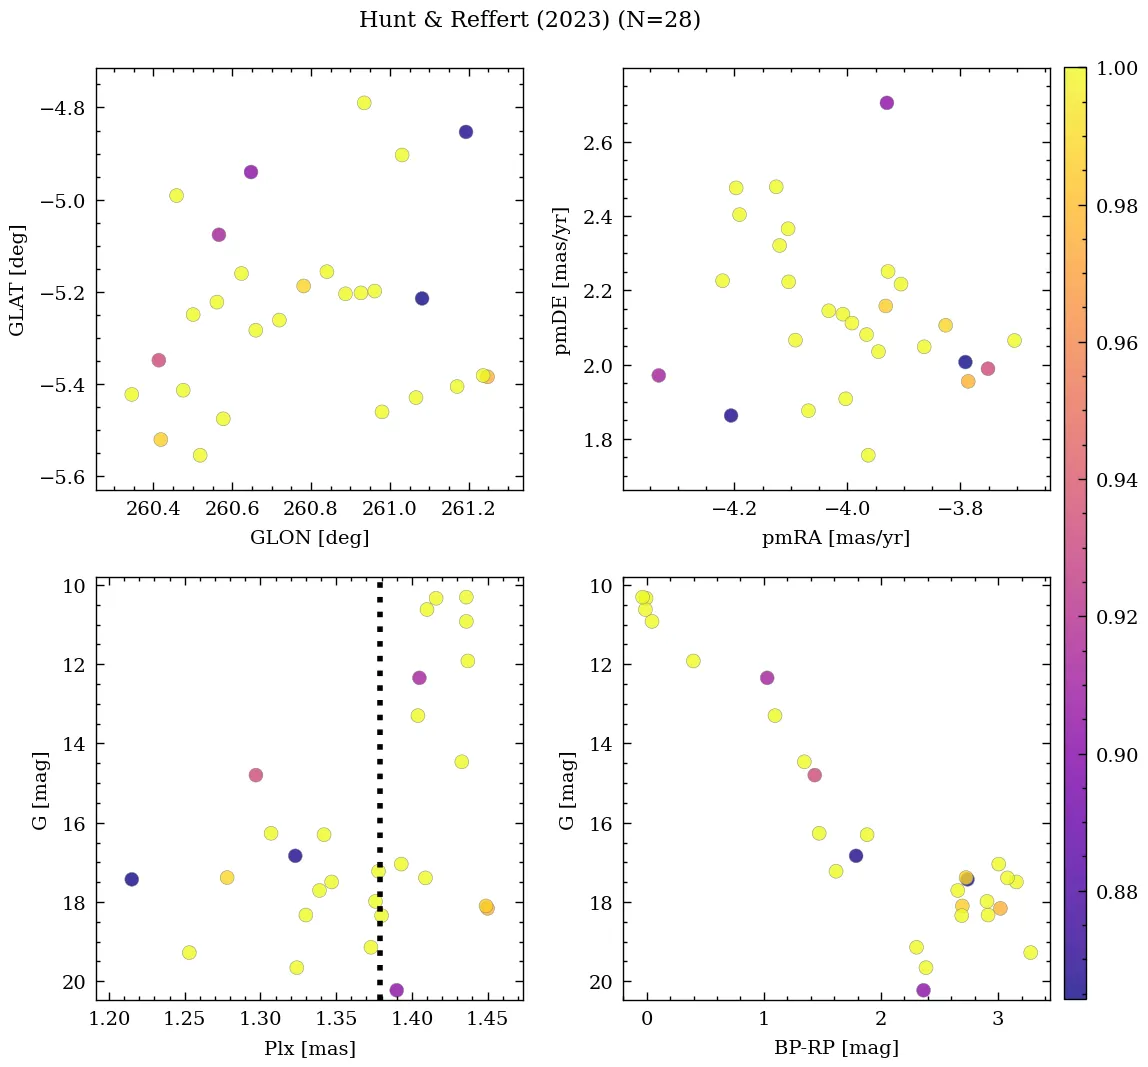 Hunt & Reffert (2023) (N=28)
−4.8
−5.0
−5.2
−5.4
−5.6
GLAT [deg]
260.4 260.6 260.8 261.0 261.2
GLON [deg]
2.6
2.4
2.2
2.0
1.8
pmDE [mas/yr]
−4.2 −4.0 −3.8
pmRA [mas/yr]
10
12
14
16
18
20
G [mag]
1.20 1.25 1.30 1.35 1.40 1.45
Plx [mas]
10
12
14
16
18
20
G [mag]
0 1 2 3
BP-RP [mag]
1.00
0.98
0.96
0.94
0.92
0.90
0.88